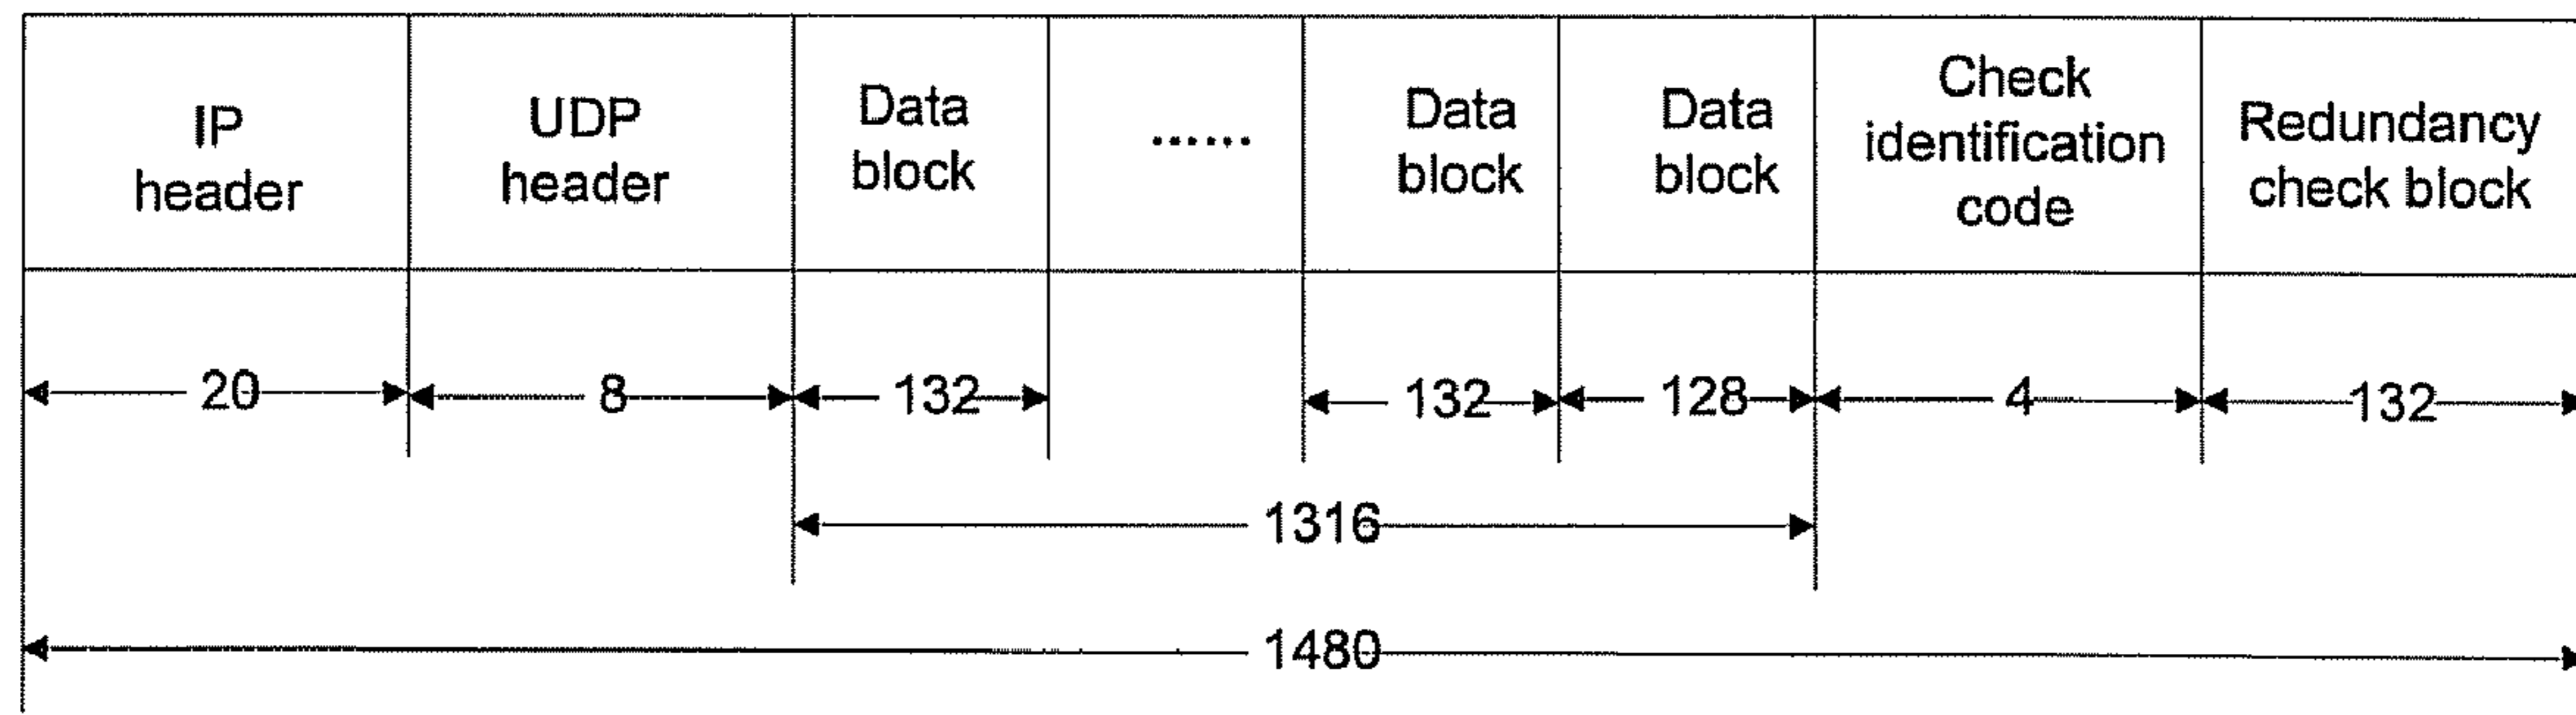 IP
header
UDP
header
Data
block
......
Data
block
Data
block
Check
identification
code
Redundancy
check block
20
8
132
132
128
4
132
1316
1480